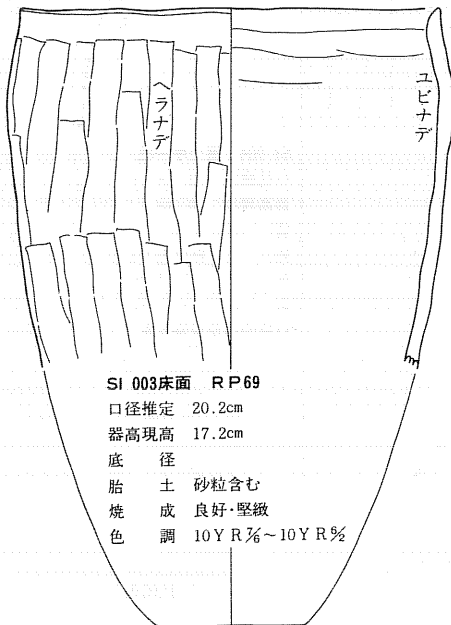 ヘラナデ
ユビナデ
SI 003床面 RP69
口径推定 20.2cm
器高現高 17.2cm
底 径
胎 土 砂粒含む
焼 成 良好・堅緻
色 調 10YR7/6~10YR6/2